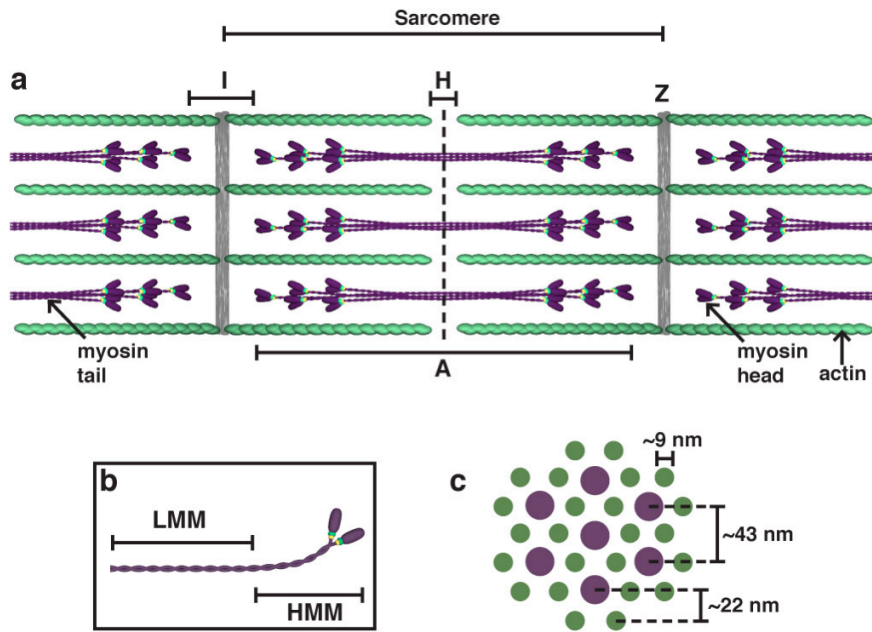 Sarcomere
a
I
H
Z
myosin
tail
A
myosin
head
actin
b
LMM
HMM
c
~9 nm
~43 nm
~22 nm